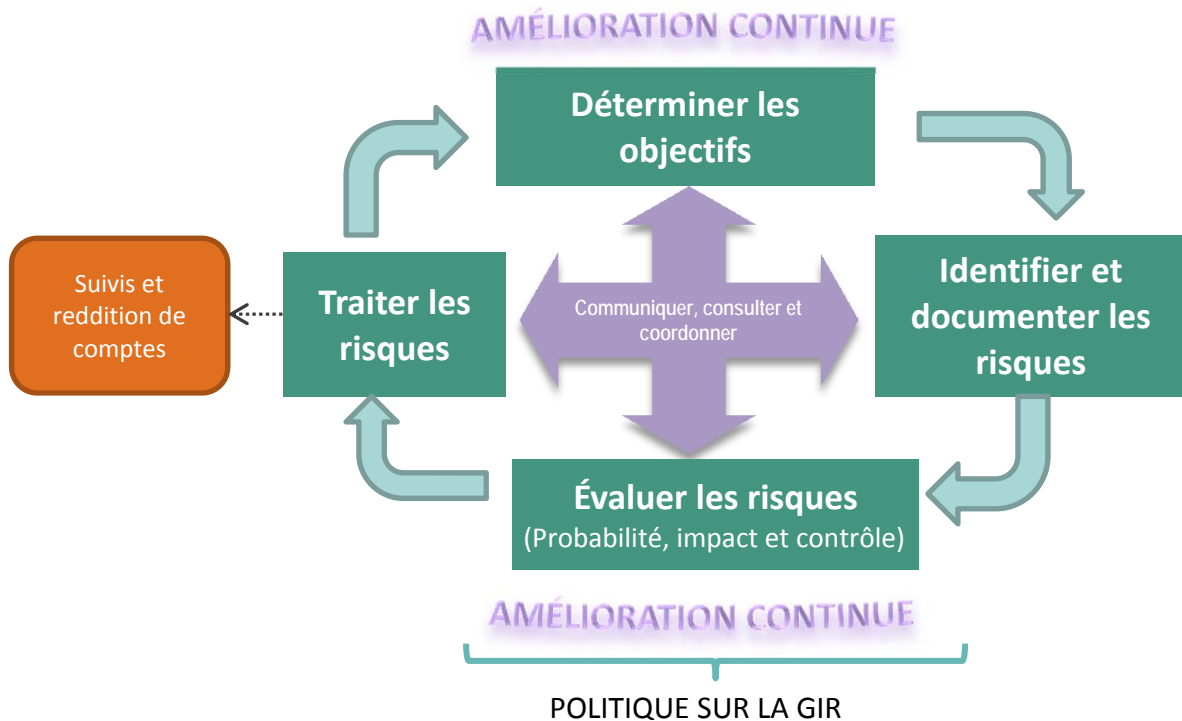 AMÉLIORATION CONTINUE
Déterminer les
objectifs
Identifier et
documenter les
risques
Communiquer, consulter et
coordonner
Traiter les
risques
Suivis et
reddition de
comptes
Évaluer les risques
(Probabilité, impact et contrôle)
AMÉLIORATION CONTINUE
POLITIQUE SUR LA GIR